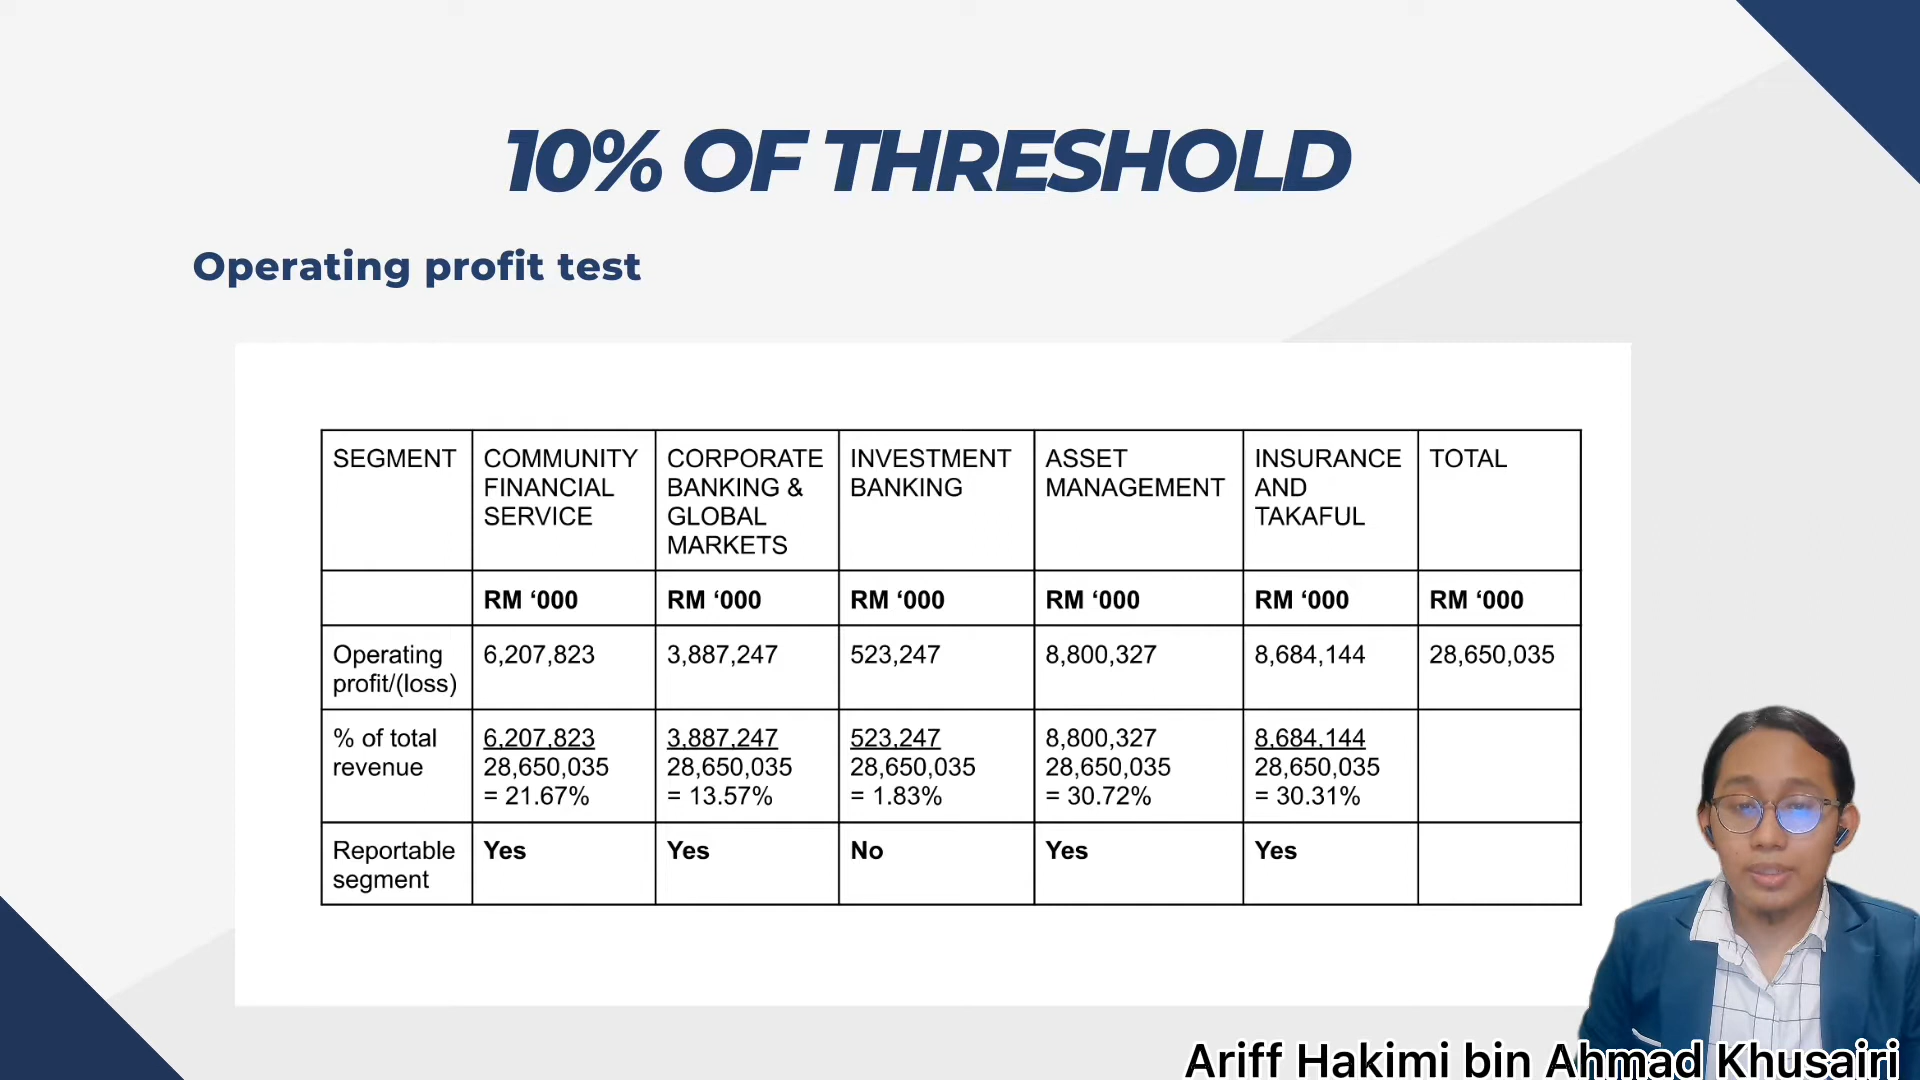 10% OF THRESHOLD
Operating profit test
SEGMENT COMMUNITY FINANCIAL SERVICE CORPORATE BANKING & GLOBAL MARKETS INVESTMENT BANKING ASSET MANAGEMENT INSURANCE AND TAKAFUL TOTAL
RM ‘000 RM ‘000 RM ‘000 RM ‘000 RM ‘000 RM ‘000
Operating profit/(loss) 6,207,823 3,887,247 523,247 8,800,327 8,684,144 28,650,035
% of total revenue 6,207,823 28,650,035 = 21.67% 3,887,247 28,650,035 = 13.57% 523,247 28,650,035 = 1.83% 8,800,327 28,650,035 = 30.72% 8,684,144 28,650,035 = 30.31%
Reportable segment Yes Yes No Yes Yes
Ariff Hakimi bin Ahmad Khusairi